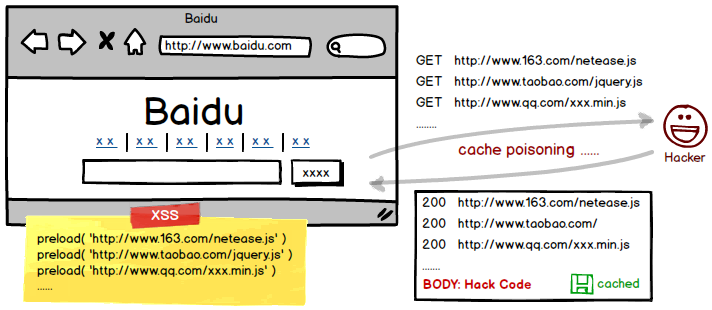 Baidu
http://www.baidu.com
Baidu
xx | xx | xx | xx | xx | xx
xxxx
XSS
preload( 'http://www.163.com/netease.js' )
preload( 'http://www.taobao.com/jquery.js' )
preload( 'http://www.qq.com/xxx.min.js' )
......
GET http://www.163.com/netease.js
GET http://www.taobao.com/jquery.js
GET http://www.qq.com/xxx.min.js
........
cache poisoning ......
Hacker
200 http://www.163.com/netease.js
200 http://www.taobao.com/
200 http://www.qq.com/xxx.min.js
.......
BODY: Hack Code
cached